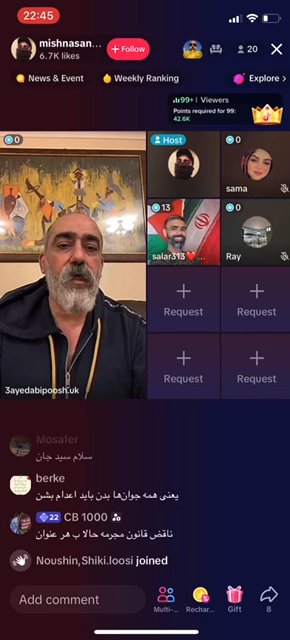 22:45
mishnasan...
6.7K likes
+ Follow
20
News & Event
Weekly Ranking
Explore >
99+ | Viewers
Points required for 99:
42.6K
0
Host
0
sama
13
salar313❤️...
0
Ray
+
Request
+
Request
+
Request
+
Request
3ayedabipoosh.uk
Mosafer
سلام سید جان
berke
یعنی همه جوان‌ها بدن باید اعدام بشن
22 CB 1000
ناقض قانون مجرمه حالا ب هر عنوان
Noushin,Shiki.loosi joined
Add comment
Multi-...
Rechar...
Gift
8